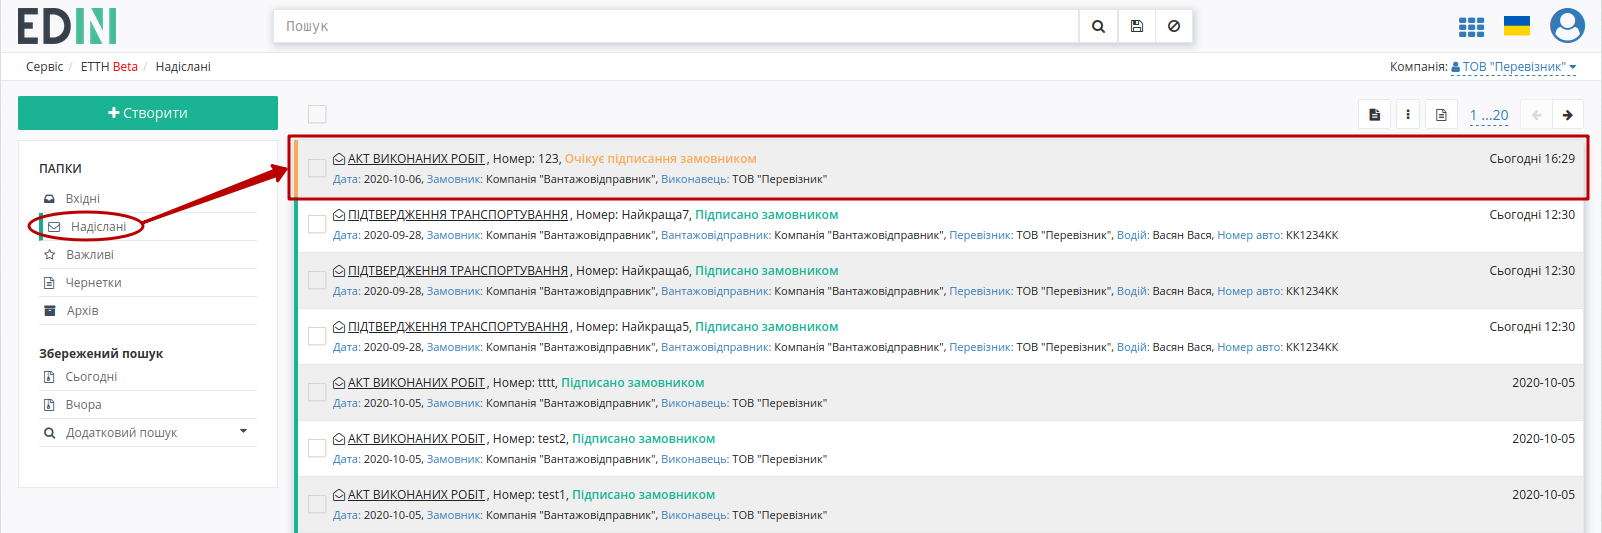 EDIN
Пошук
Сервіс / ЕТТН Beta / Надіслані
Компанія: ТОВ "Перевізник"
Створити
1 ...20
ПАПКИ
Вхідні
Надіслані
Важливі
Чернетки
Архів
Збережений пошук
Сьогодні
Вчора
Додатковий пошук
АКТ ВИКОНАНИХ РОБІТ, Номер: 123, Очікує підписання замовником Сьогодні 16:29
Дата: 2020-10-06, Замовник: Компанія "Вантажовідправник", Виконавець: ТОВ "Перевізник"
ПІДТВЕРДЖЕННЯ ТРАНСПОРТУВАННЯ, Номер: Найкраща7, Підписано замовником Сьогодні 12:30
Дата: 2020-09-28, Замовник: Компанія "Вантажовідправник", Вантажовідправник: Компанія "Вантажовідправник", Перевізник: ТОВ "Перевізник", Водій: Васян Вася, Номер авто: КК1234КК
ПІДТВЕРДЖЕННЯ ТРАНСПОРТУВАННЯ, Номер: Найкраща6, Підписано замовником Сьогодні 12:30
Дата: 2020-09-28, Замовник: Компанія "Вантажовідправник", Вантажовідправник: Компанія "Вантажовідправник", Перевізник: ТОВ "Перевізник", Водій: Васян Вася, Номер авто: КК1234КК
ПІДТВЕРДЖЕННЯ ТРАНСПОРТУВАННЯ, Номер: Найкраща5, Підписано замовником Сьогодні 12:30
Дата: 2020-09-28, Замовник: Компанія "Вантажовідправник", Вантажовідправник: Компанія "Вантажовідправник", Перевізник: ТОВ "Перевізник", Водій: Васян Вася, Номер авто: КК1234КК
АКТ ВИКОНАНИХ РОБІТ, Номер: tttt, Підписано замовником 2020-10-05
Дата: 2020-10-05, Замовник: Компанія "Вантажовідправник", Виконавець: ТОВ "Перевізник"
АКТ ВИКОНАНИХ РОБІТ, Номер: test2, Підписано замовником 2020-10-05
Дата: 2020-10-05, Замовник: Компанія "Вантажовідправник", Виконавець: ТОВ "Перевізник"
АКТ ВИКОНАНИХ РОБІТ, Номер: test1, Підписано замовником 2020-10-05
Дата: 2020-10-05, Замовник: Компанія "Вантажовідправник", Виконавець: ТОВ "Перевізник"